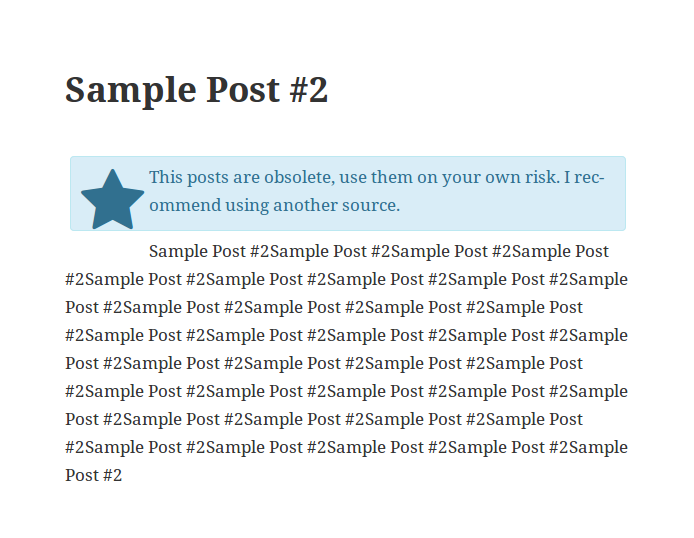 Sample Post #2
This posts are obsolete, use them on your own risk. I rec-
ommend using another source.
Sample Post #2Sample Post #2Sample Post #2Sample Post
#2Sample Post #2Sample Post #2Sample Post #2Sample Post #2Sample
Post #2Sample Post #2Sample Post #2Sample Post #2Sample Post
#2Sample Post #2Sample Post #2Sample Post #2Sample Post #2Sample
Post #2Sample Post #2Sample Post #2Sample Post #2Sample Post
#2Sample Post #2Sample Post #2Sample Post #2Sample Post #2Sample
Post #2Sample Post #2Sample Post #2Sample Post #2Sample Post
#2Sample Post #2Sample Post #2Sample Post #2Sample Post #2Sample
Post #2